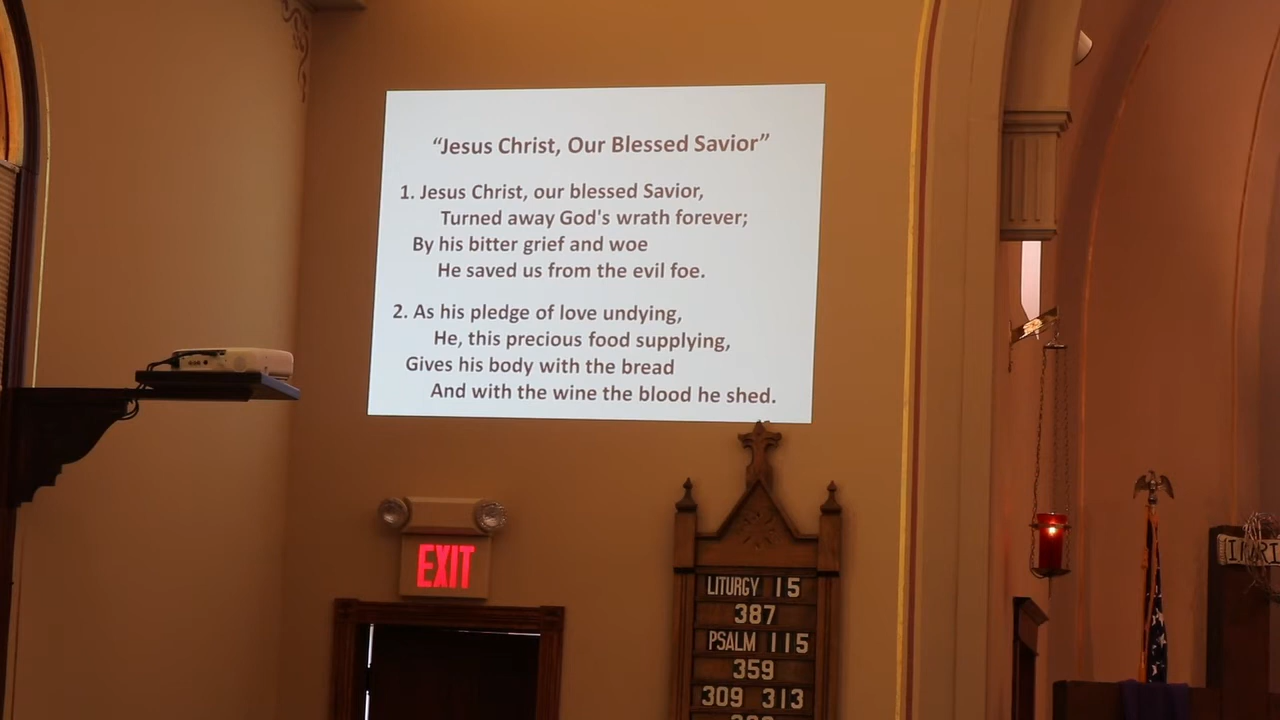 “Jesus Christ, Our Blessed Savior”
1. Jesus Christ, our blessed Savior,
Turned away God's wrath forever;
By his bitter grief and woe
He saved us from the evil foe.
2. As his pledge of love undying,
He, this precious food supplying,
Gives his body with the bread
And with the wine the blood he shed.
EXIT
LITURGY 15
387
PSALM 115
359
309 313